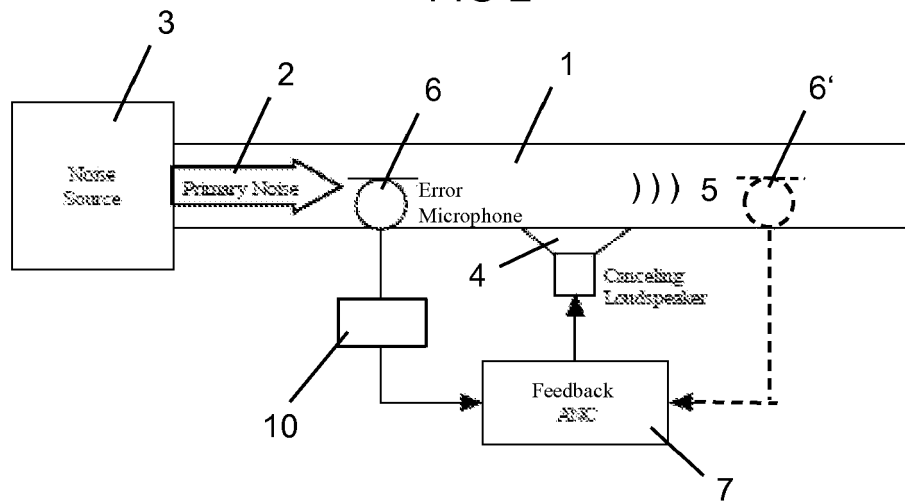 3
2
6
1
6‘
Noise
Source
Primary Noise
Error
Microphone
))) 5
4
Canceling
Loudspeaker
10
Feedback
ANC
7